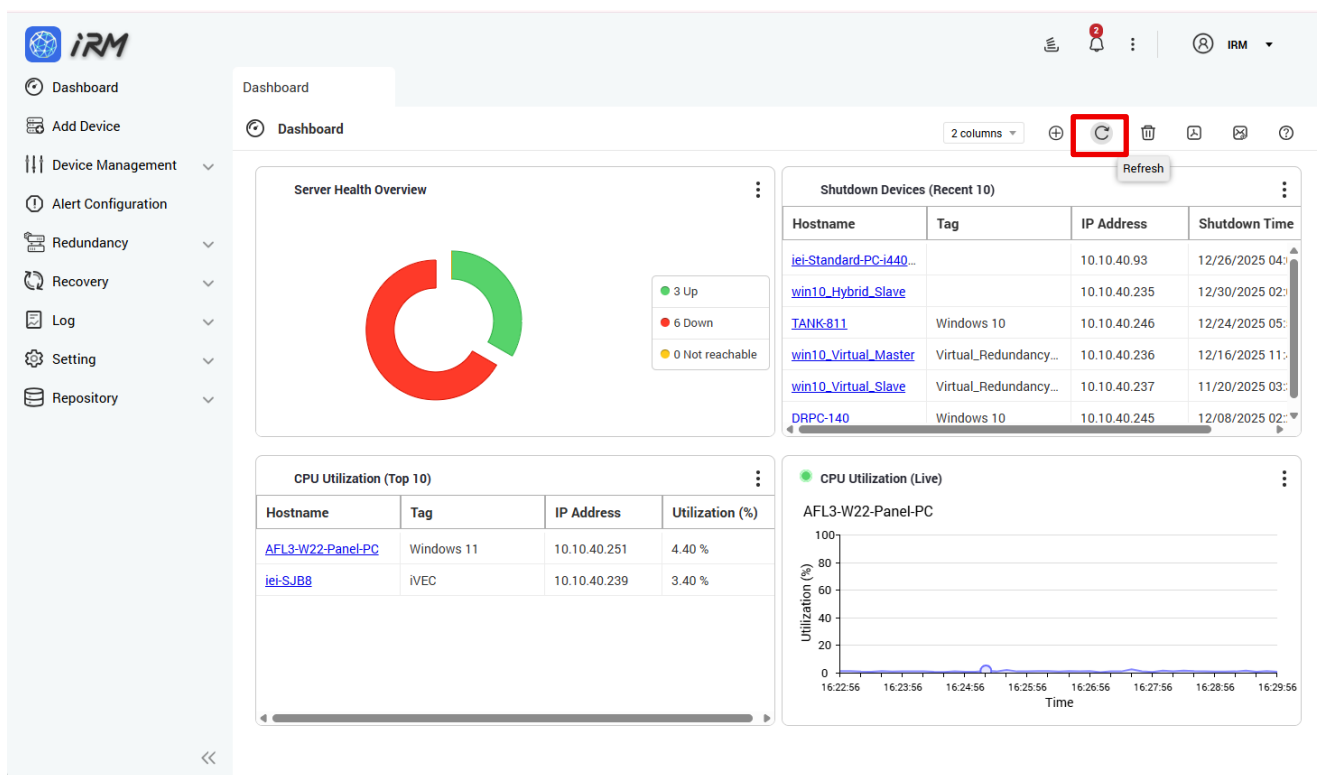 iRM
2
IRM
Dashboard
Add Device
Device Management
Alert Configuration
Redundancy
Recovery
Log
Setting
Repository
Dashboard
Dashboard
2 columns
Refresh
Server Health Overview
3 Up
6 Down
0 Not reachable
Shutdown Devices (Recent 10)
Hostname Tag IP Address Shutdown Time
iei-Standard-PC-i440... 10.10.40.93 12/26/2025 04:
win10_Hybrid_Slave 10.10.40.235 12/30/2025 02:
TANK-811 Windows 10 10.10.40.246 12/24/2025 05:
win10_Virtual_Master Virtual_Redundancy... 10.10.40.236 12/16/2025 11:
win10_Virtual_Slave Virtual_Redundancy... 10.10.40.237 11/20/2025 03:
DRPC-140 Windows 10 10.10.40.245 12/08/2025 02:
CPU Utilization (Top 10)
Hostname Tag IP Address Utilization (%)
AFL3-W22-Panel-PC Windows 11 10.10.40.251 4.40 %
iei-SJB8 iVEC 10.10.40.239 3.40 %
CPU Utilization (Live)
AFL3-W22-Panel-PC
Utilization (%)
100
80
60
40
20
0
16:22:56 16:23:56 16:24:56 16:25:56 16:26:56 16:27:56 16:28:56 16:29:56
Time